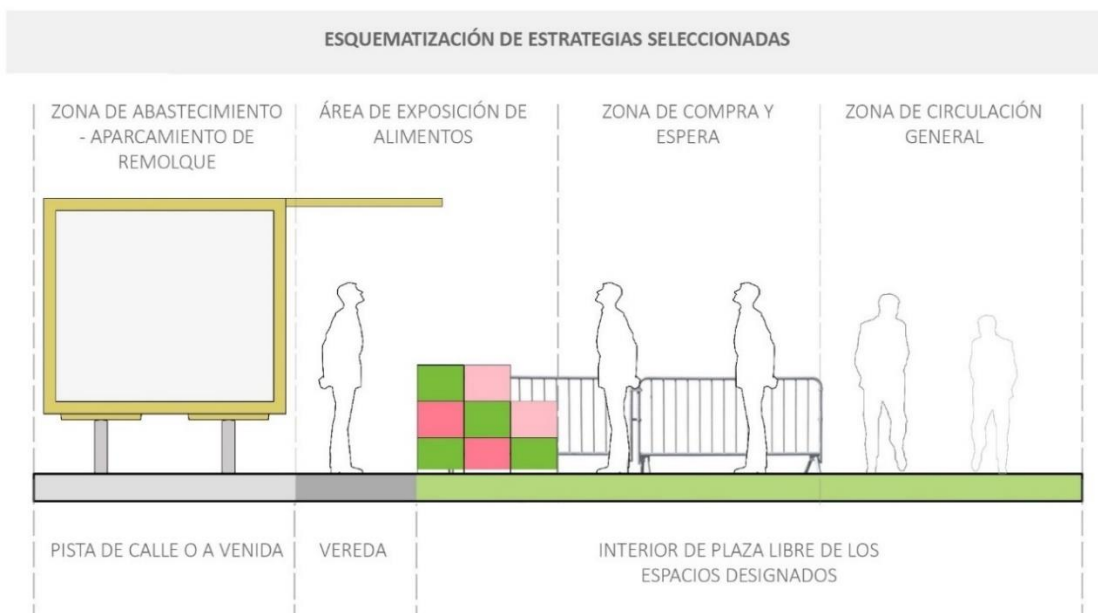 ESQUEMATIZACIÓN DE ESTRATEGIAS SELECCIONADAS
ZONA DE ABASTECIMIENTO
- APARCAMIENTO DE
REMOLQUE
ÁREA DE EXPOSICIÓN DE
ALIMENTOS
ZONA DE COMPRA Y
ESPERA
ZONA DE CIRCULACIÓN
GENERAL
PISTA DE CALLE O A VENIDA
VEREDA
INTERIOR DE PLAZA LIBRE DE LOS
ESPACIOS DESIGNADOS